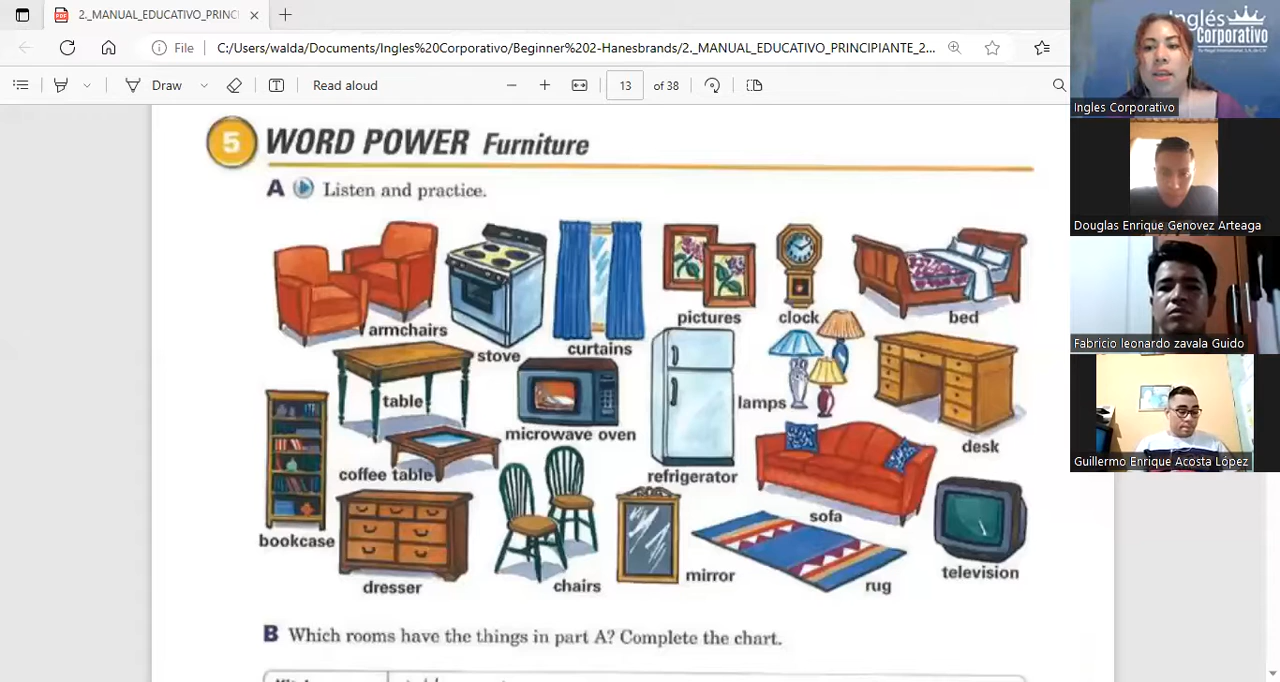 2._MANUAL_EDUCATIVO_PRINCI
File
C:/Users/walda/Documents/Ingles%20Corporativo/Beginner%202-Hanesbrands/2._MANUAL_EDUCATIVO_PRINCIPIANTE_2...
Draw
Read aloud
13 of 38
5 WORD POWER Furniture
A Listen and practice.
armchairs
stove
curtains
pictures
clock
bed
table
microwave oven
lamps
desk
coffee table
refrigerator
sofa
bookcase
dresser
chairs
mirror
rug
television
B Which rooms have the things in part A? Complete the chart.
Inglés
Corporativo
Ingles Corporativo
Douglas Enrique Genovez Arteaga
Fabricio leonardo zavala Guido
Guillermo Enrique Acosta López